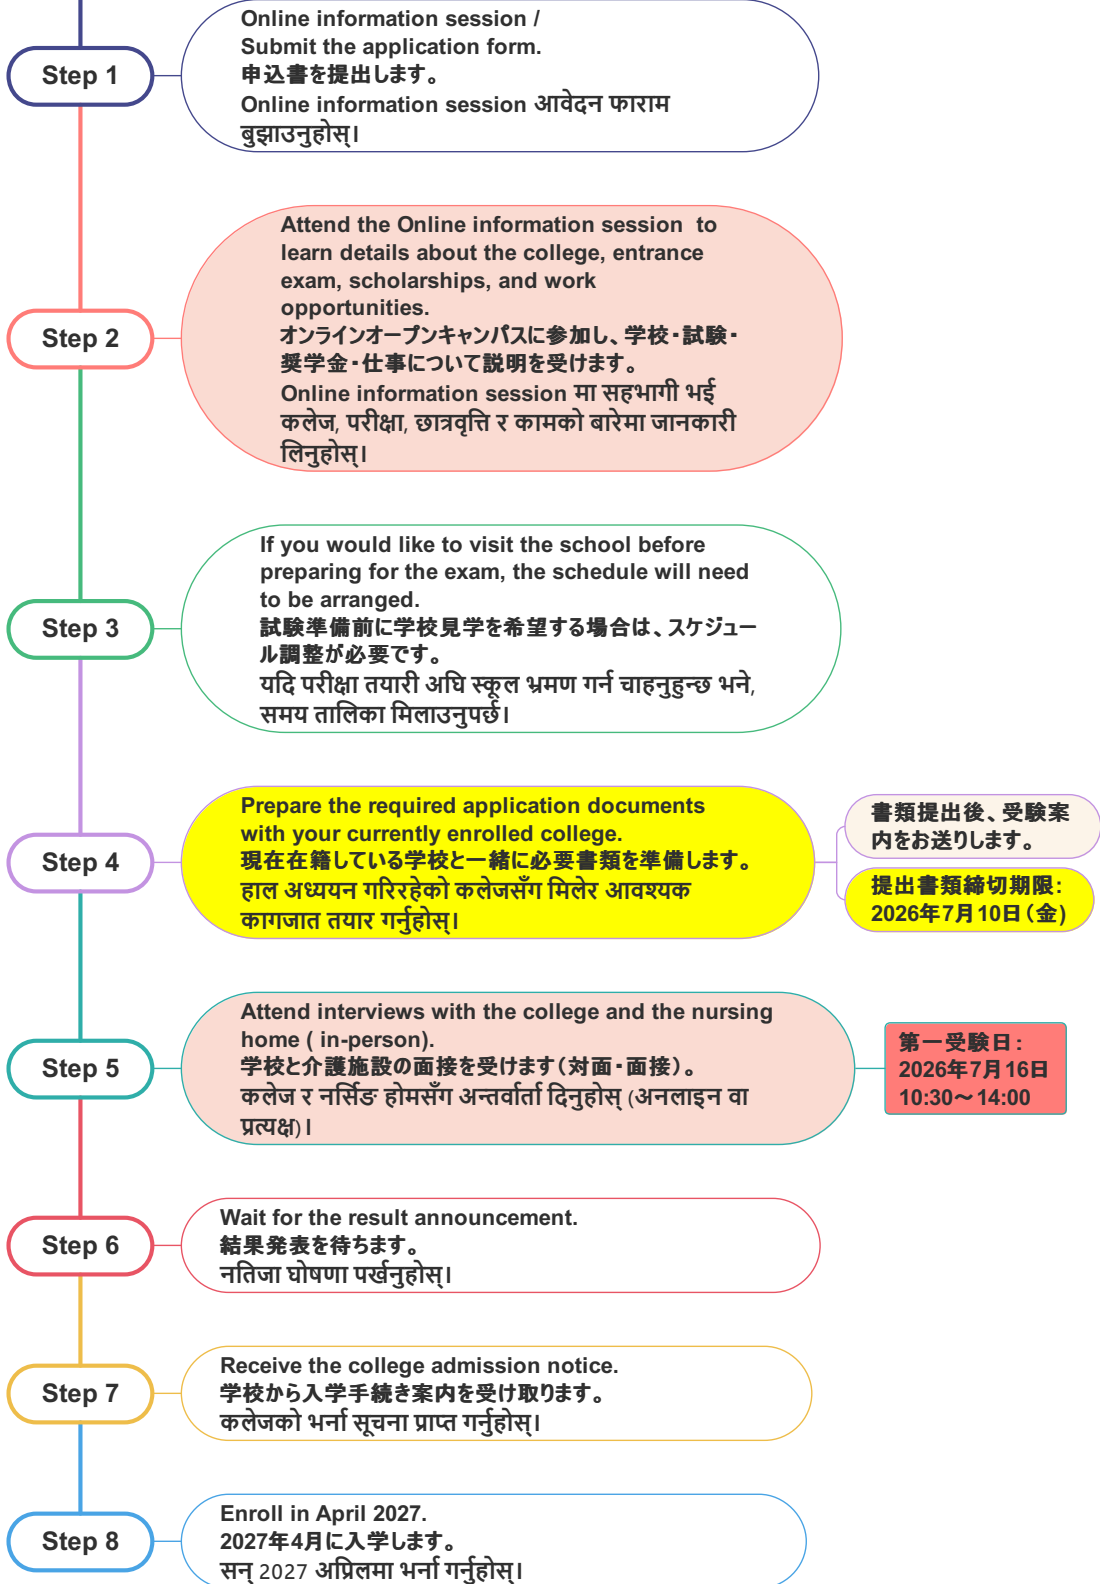 Step 1
Online information session /
Submit the application form.
申込書を提出します。
Online information session आवेदन फाराम
बुझाउनुहोस्।
Step 2
Attend the Online information session to
learn details about the college, entrance
exam, scholarships, and work
opportunities.
オンラインオープンキャンパスに参加し、学校・試験・
奨学金・仕事について説明を受けます。
Online information session मा सहभागी भई
कलेज, परीक्षा, छात्रवृत्ति र कामको बारेमा जानकारी
लिनुहोस्।
Step 3
If you would like to visit the school before
preparing for the exam, the schedule will need
to be arranged.
試験準備前に学校見学を希望する場合は、スケジュー
ル調整が必要です。
यदि परीक्षा तयारी अघि स्कूल भ्रमण गर्न चाहनुहुन्छ भने,
समय तालिका मिलाउनुपर्छ।
Step 4
Prepare the required application documents
with your currently enrolled college.
現在在籍している学校と一緒に必要書類を準備します。
हाल अध्ययन गरिरहेको कलेजसँग मिलेर आवश्यक
कागजात तयार गर्नुहोस्।
書類提出後、受験案
内をお送りします。
提出書類締切期限：
2026年7月10日（金）
Step 5
Attend interviews with the college and the nursing
home ( in-person).
学校と介護施設の面接を受けます（対面・面接）。
कलेज र नर्सिङ होमसँग अन्तर्वार्ता दिनुहोस् (अनलाइन वा
प्रत्यक्ष)।
第一受験日：
2026年7月16日
10:30～14:00
Step 6
Wait for the result announcement.
結果発表を待ちます。
नतिजा घोषणा पर्खनुहोस्।
Step 7
Receive the college admission notice.
学校から入学手続き案内を受け取ります。
कलेजको भर्ना सूचना प्राप्त गर्नुहोस्।
Step 8
Enroll in April 2027.
2027年4月に入学します。
सन् 2027 अप्रिलमा भर्ना गर्नुहोस्।